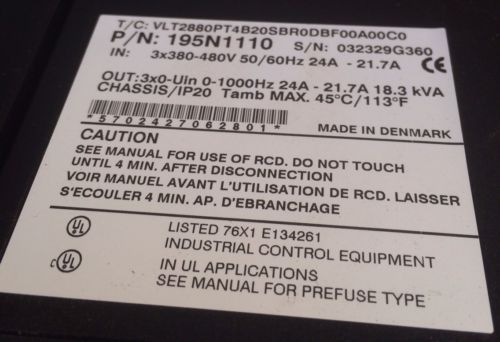 T/C: VLT2880PT4B20SBR0DBF00A00C0
P/N: 195N1110 S/N: 032329G360
IN: 3x380-480V 50/60Hz 24A - 21.7A CE
OUT: 3x0-Uin 0-1000Hz 24A - 21.7A 18.3 kVA
CHASSIS/IP20 Tamb MAX. 45°C/113°F
*5702427062801* MADE IN DENMARK
CAUTION
SEE MANUAL FOR USE OF RCD. DO NOT TOUCH
UNTIL 4 MIN. AFTER DISCONNECTION
VOIR MANUEL AVANT L'UTILISATION DE RCD. LAISSER
S'ECOULER 4 MIN. AP. D'EBRANCHAGE
UL LISTED 76X1 E134261
INDUSTRIAL CONTROL EQUIPMENT
c UL IN UL APPLICATIONS
SEE MANUAL FOR PREFUSE TYPE